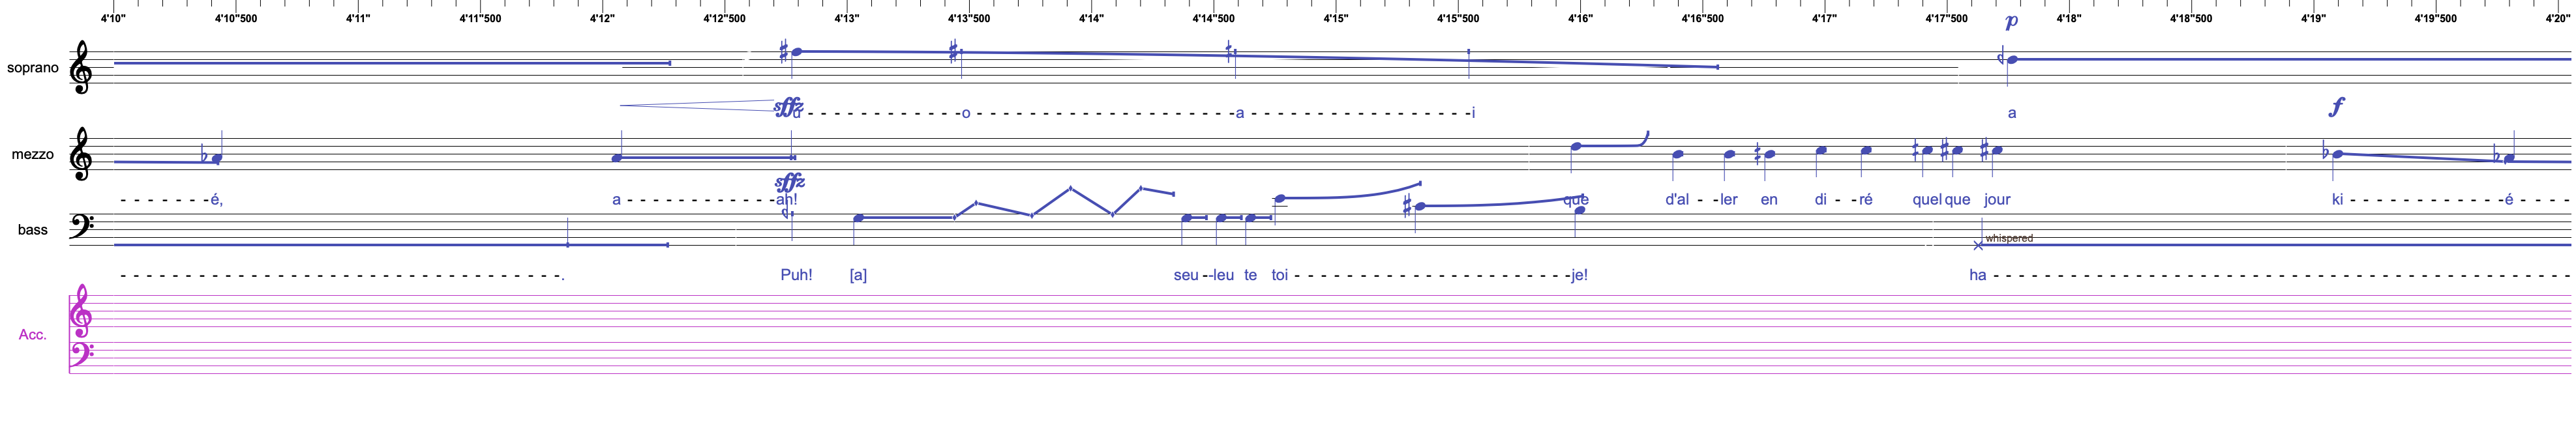 4'10" 4'10"500 4'11" 4'11"500 4'12" 4'12"500 4'13" 4'13"500 4'14" 4'14"500 4'15" 4'15"500 4'16" 4'16"500 4'17" 4'17"500 4'18" 4'18"500 4'19" 4'19"500 4'20"
p
soprano
sffz f
u - - - - - - - - - - - -o - - - - - - - - - - - - - - - - - - -a - - - - - - - - - - - - - - - -i a
mezzo
sffz
- - - - - - -é, a - - - - - - - - - - -ah! que d'al - -ler en di - -ré quel que jour ki - - - - - - - - - - -é - - - -
bass
whispered
- - - - - - - - - - - - - - - - - - - - - - - - - - - - - - - - -. Puh! [a] seu --leu te toi - - - - - - - - - - - - - - - - - - - -je! ha - - - - - - - - - - - - - - - - - - - - - - - - - - - - - - - - - - - - - - - - - -
Acc.